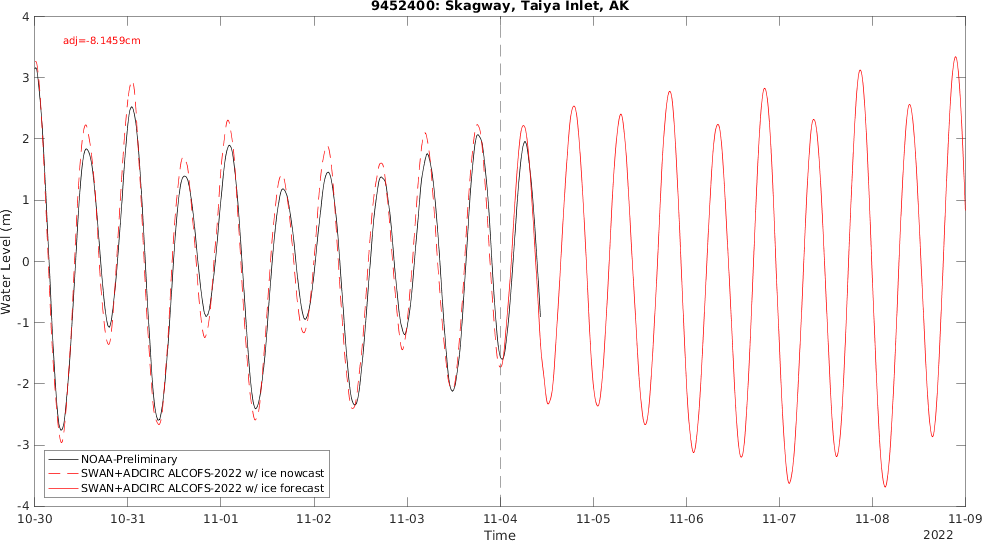 9452400: Skagway, Taiya Inlet, AK
adj=-8.1459cm
Water Level (m)
4
3
2
1
0
-1
-2
-3
-4
NOAA-Preliminary
SWAN+ADCIRC ALCOFS-2022 w/ ice nowcast
SWAN+ADCIRC ALCOFS-2022 w/ ice forecast
10-30 10-31 11-01 11-02 11-03 11-04 11-05 11-06 11-07 11-08 11-09
Time
2022